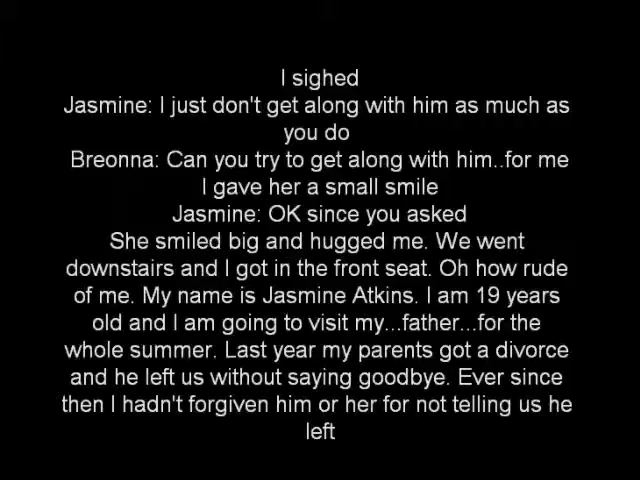 I sighed
Jasmine: I just don't get along with him as much as
you do
Breonna: Can you try to get along with him..for me
I gave her a small smile
Jasmine: OK since you asked
She smiled big and hugged me. We went
downstairs and I got in the front seat. Oh how rude
of me. My name is Jasmine Atkins. I am 19 years
old and I am going to visit my...father...for the
whole summer. Last year my parents got a divorce
and he left us without saying goodbye. Ever since
then I hadn't forgiven him or her for not telling us he
left